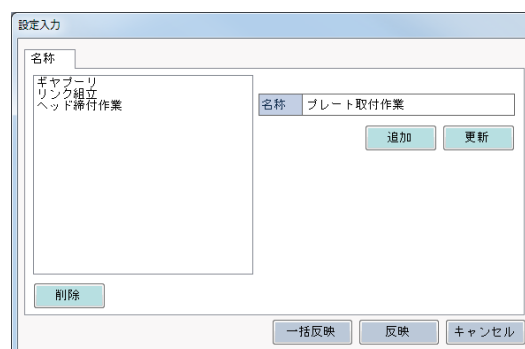 設定入力
名称
ギヤプーリ
リンク組立
ヘッド締付作業
名称 プレート取付作業
追加 更新
削除
一括反映 反映 キャンセル